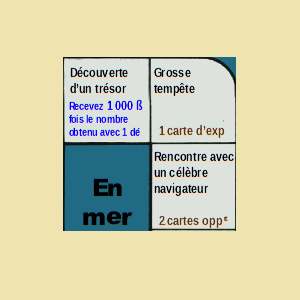 Découverte
d'un trésor
Recevez 1 000 ß
fois le nombre
obtenu avec 1 dé
Grosse
tempête
1 carte d'exp
En
mer
Rencontre avec
un célèbre
navigateur
2 cartes opp^x